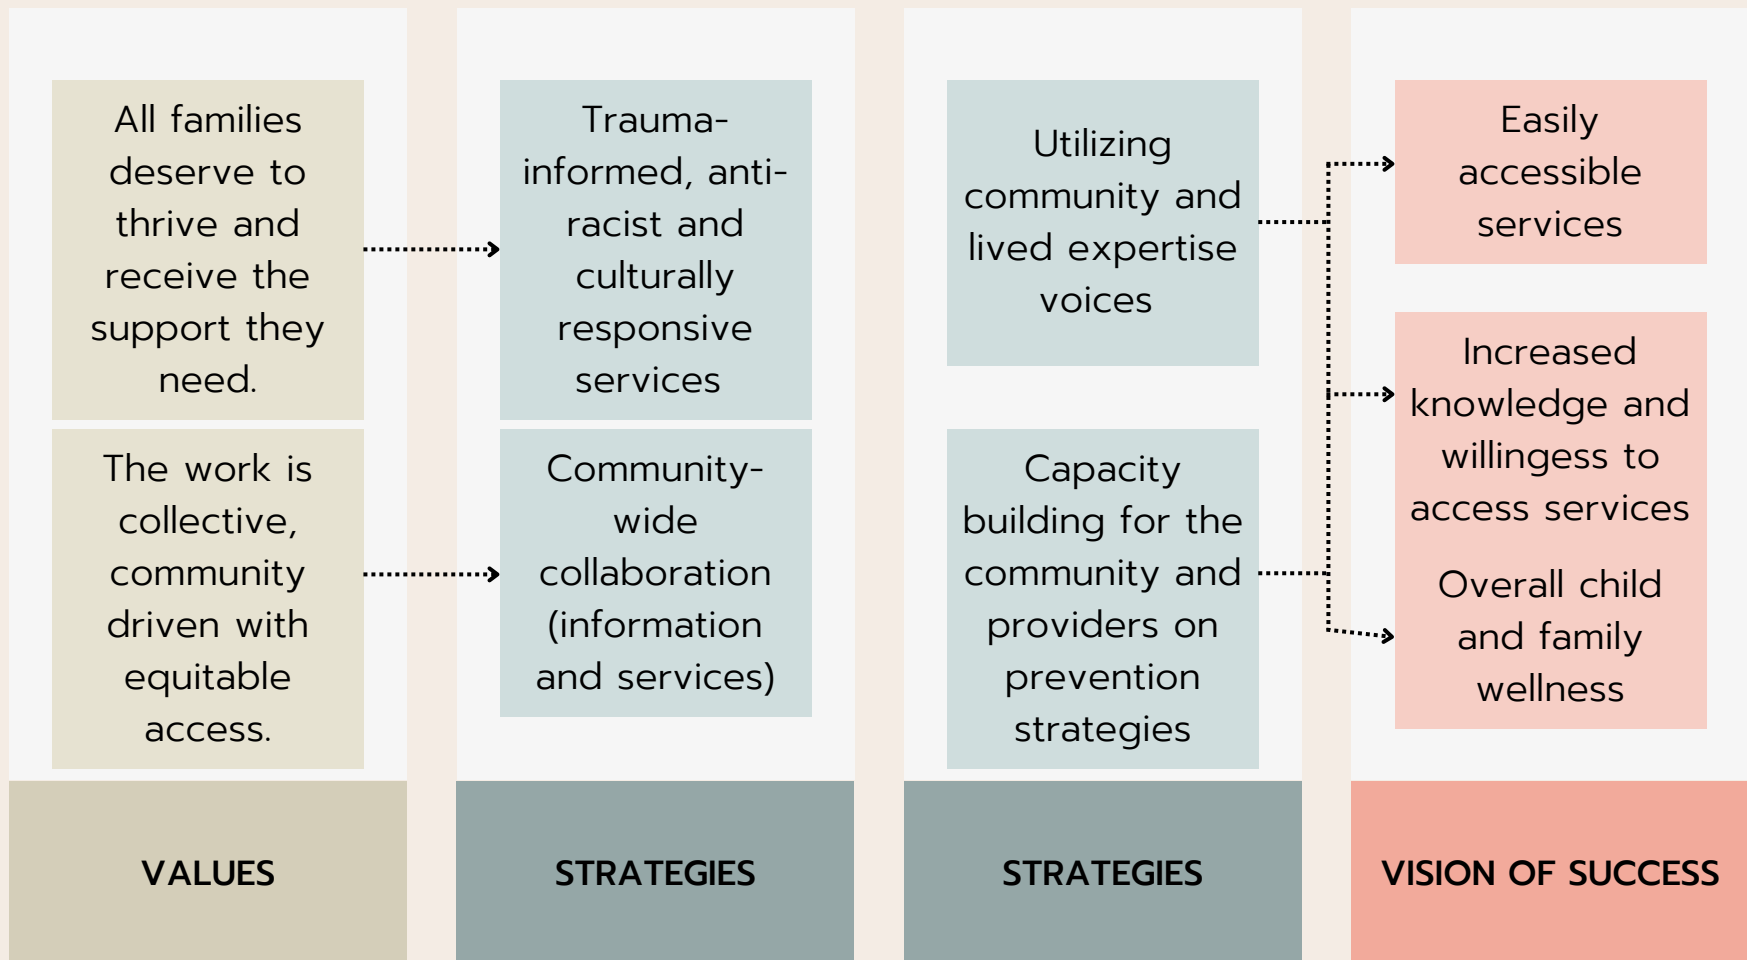 All families
deserve to
thrive and
receive the
support they
need.
The work is
collective,
community
driven with
equitable
access.
VALUES
Trauma-
informed, anti-
racist and
culturally
responsive
services
Community-
wide
collaboration
(information
and services)
STRATEGIES
Utilizing
community and
lived expertise
voices
Capacity
building for the
community and
providers on
prevention
strategies
STRATEGIES
Easily
accessible
services
Increased
knowledge and
willingess to
access services
Overall child
and family
wellness
VISION OF SUCCESS